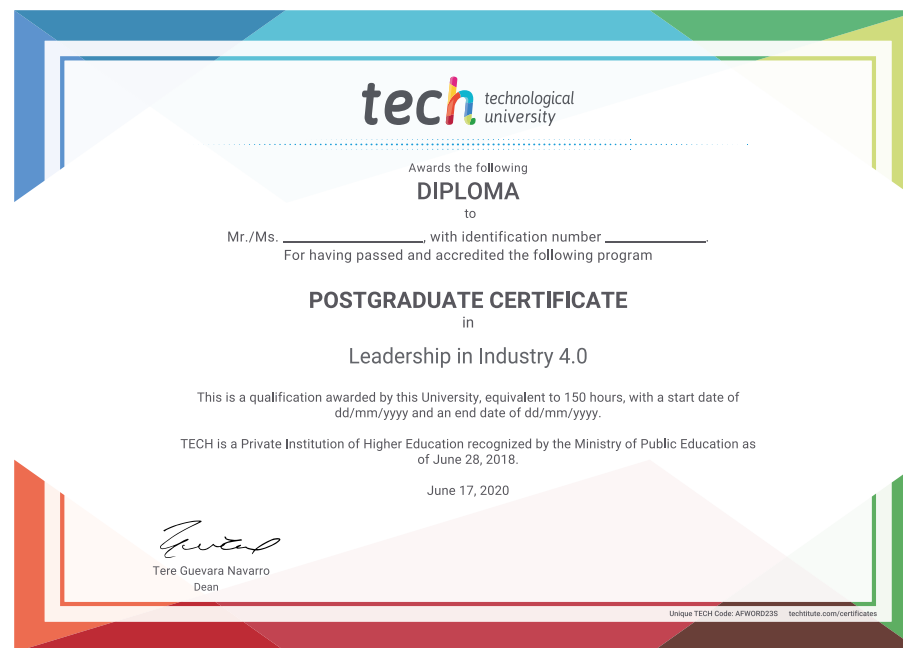 tech technological
university
Awards the following
DIPLOMA
to
Mr./Ms. ____________________, with identification number ______________.
For having passed and accredited the following program
POSTGRADUATE CERTIFICATE
in
Leadership in Industry 4.0
This is a qualification awarded by this University, equivalent to 150 hours, with a start date of
dd/mm/yyyy and an end date of dd/mm/yyyy.
TECH is a Private Institution of Higher Education recognized by the Ministry of Public Education as
of June 28, 2018.
June 17, 2020
Tere Guevara Navarro
Dean
Unique TECH Code: AFWORD23S techtitute.com/certificates